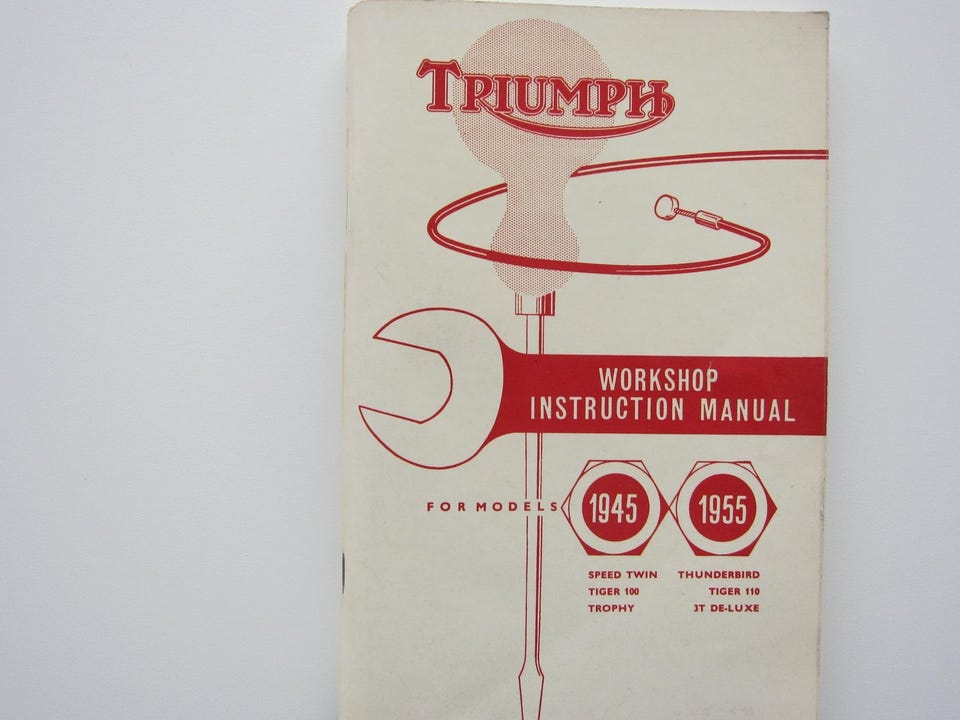 TRIUMPH
WORKSHOP
INSTRUCTION MANUAL
FOR MODELS 1945 1955
SPEED TWIN THUNDERBIRD
TIGER 100 TIGER 110
TROPHY 3T DE-LUXE